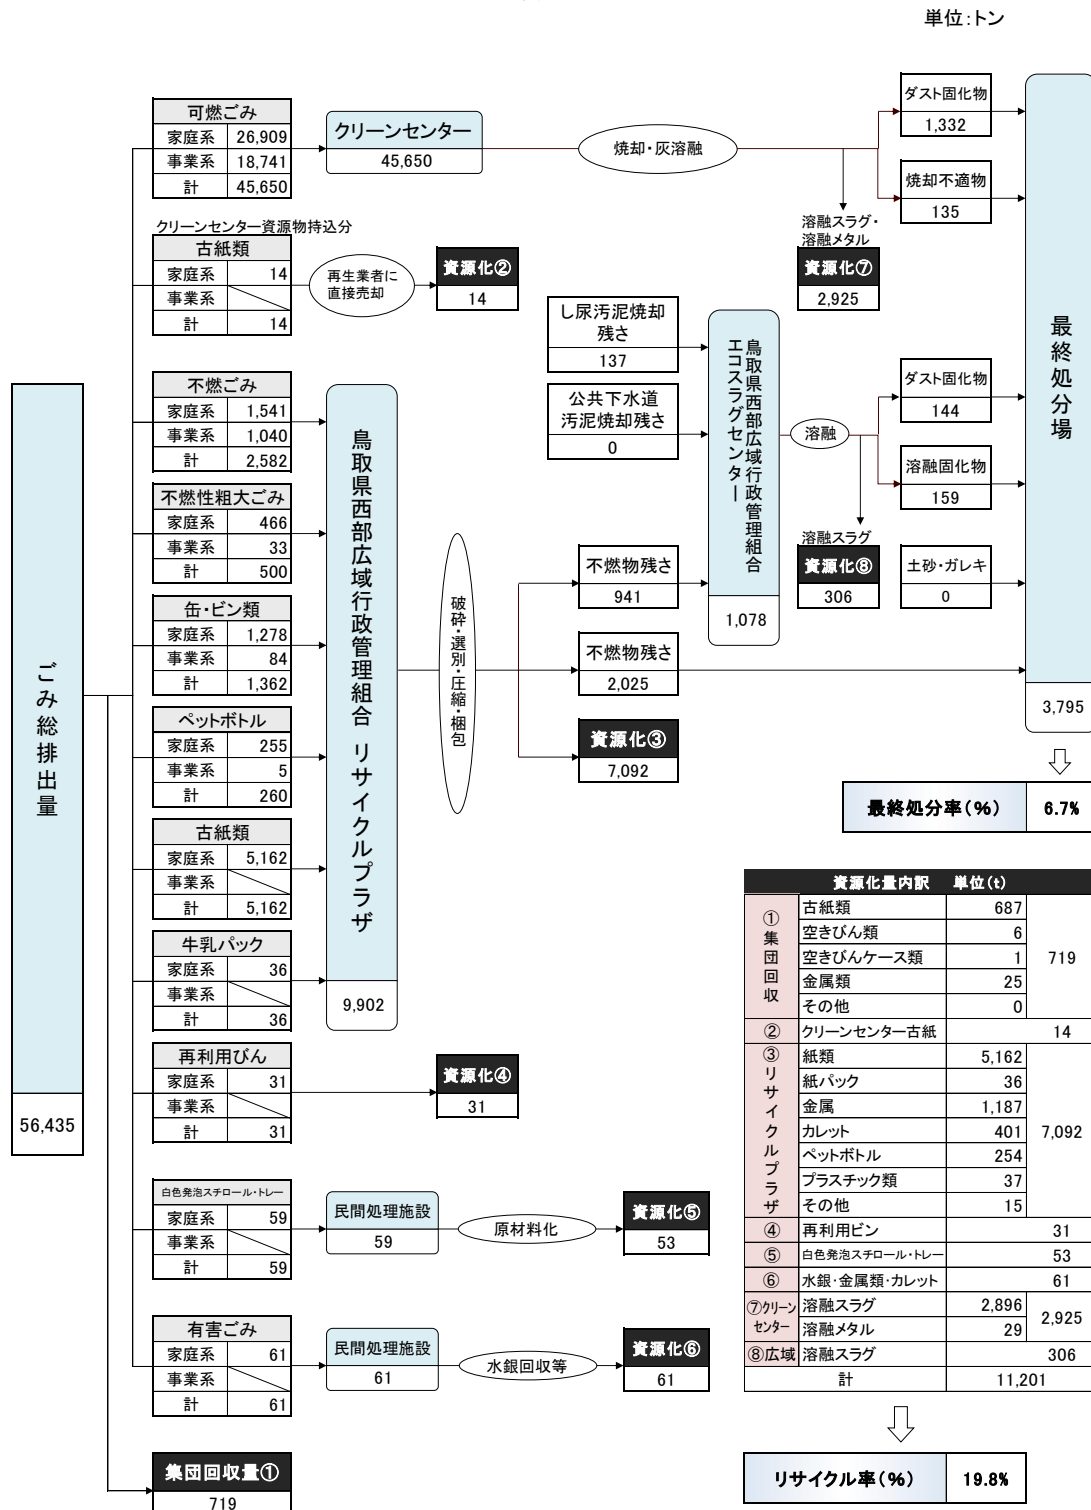 単位:トン
可燃ごみ
家庭系 26,909
事業系 18,741
計 45,650
クリーンセンター
45,650
焼却・灰溶融
ダスト固化物
1,332
焼却不適物
135
溶融スラグ・
溶融メタル
資源化⑦
2,925
クリーンセンター資源物持込分
古紙類
家庭系 14
事業系
計 14
再生業者に
直接売却
資源化②
14
し尿汚泥焼却
残さ
137
公共下水道
汚泥焼却残さ
0
鳥取県西部広域行政管理組合
エコスラグセンター
1,078
溶融
ダスト固化物
144
溶融固化物
159
溶融スラグ
資源化⑧
306
土砂・ガレキ
0
最終処分場
3,795
最終処分率(%) 6.7%
ごみ総排出量
56,435
不燃ごみ
家庭系 1,541
事業系 1,040
計 2,582
不燃性粗大ごみ
家庭系 466
事業系 33
計 500
缶・ビン類
家庭系 1,278
事業系 84
計 1,362
ペットボトル
家庭系 255
事業系 5
計 260
古紙類
家庭系 5,162
事業系
計 5,162
牛乳パック
家庭系 36
事業系
計 36
鳥取県西部広域行政管理組合 リサイクルプラザ
9,902
破砕・選別・圧縮・梱包
不燃物残さ
941
不燃物残さ
2,025
資源化③
7,092
再利用びん
家庭系 31
事業系
計 31
資源化④
31
白色発泡スチロール・トレー
家庭系 59
事業系
計 59
民間処理施設
59
原材料化
資源化⑤
53
有害ごみ
家庭系 61
事業系
計 61
民間処理施設
61
水銀回収等
資源化⑥
61
集団回収量①
719
資源化量内訳 単位(t)
①集団回収
古紙類 687
空きびん類 6
空きびんケース類 1
金属類 25
その他 0
719
② クリーンセンター古紙 14
③リサイクルプラザ
紙類 5,162
紙パック 36
金属 1,187
カレット 401
ペットボトル 254
プラスチック類 37
その他 15
7,092
④ 再利用ビン 31
⑤ 白色発泡スチロール・トレー 53
⑥ 水銀・金属類・カレット 61
⑦クリーン
センター
溶融スラグ 2,896
溶融メタル 29
2,925
⑧広域 溶融スラグ 306
計 11,201
リサイクル率(%) 19.8%